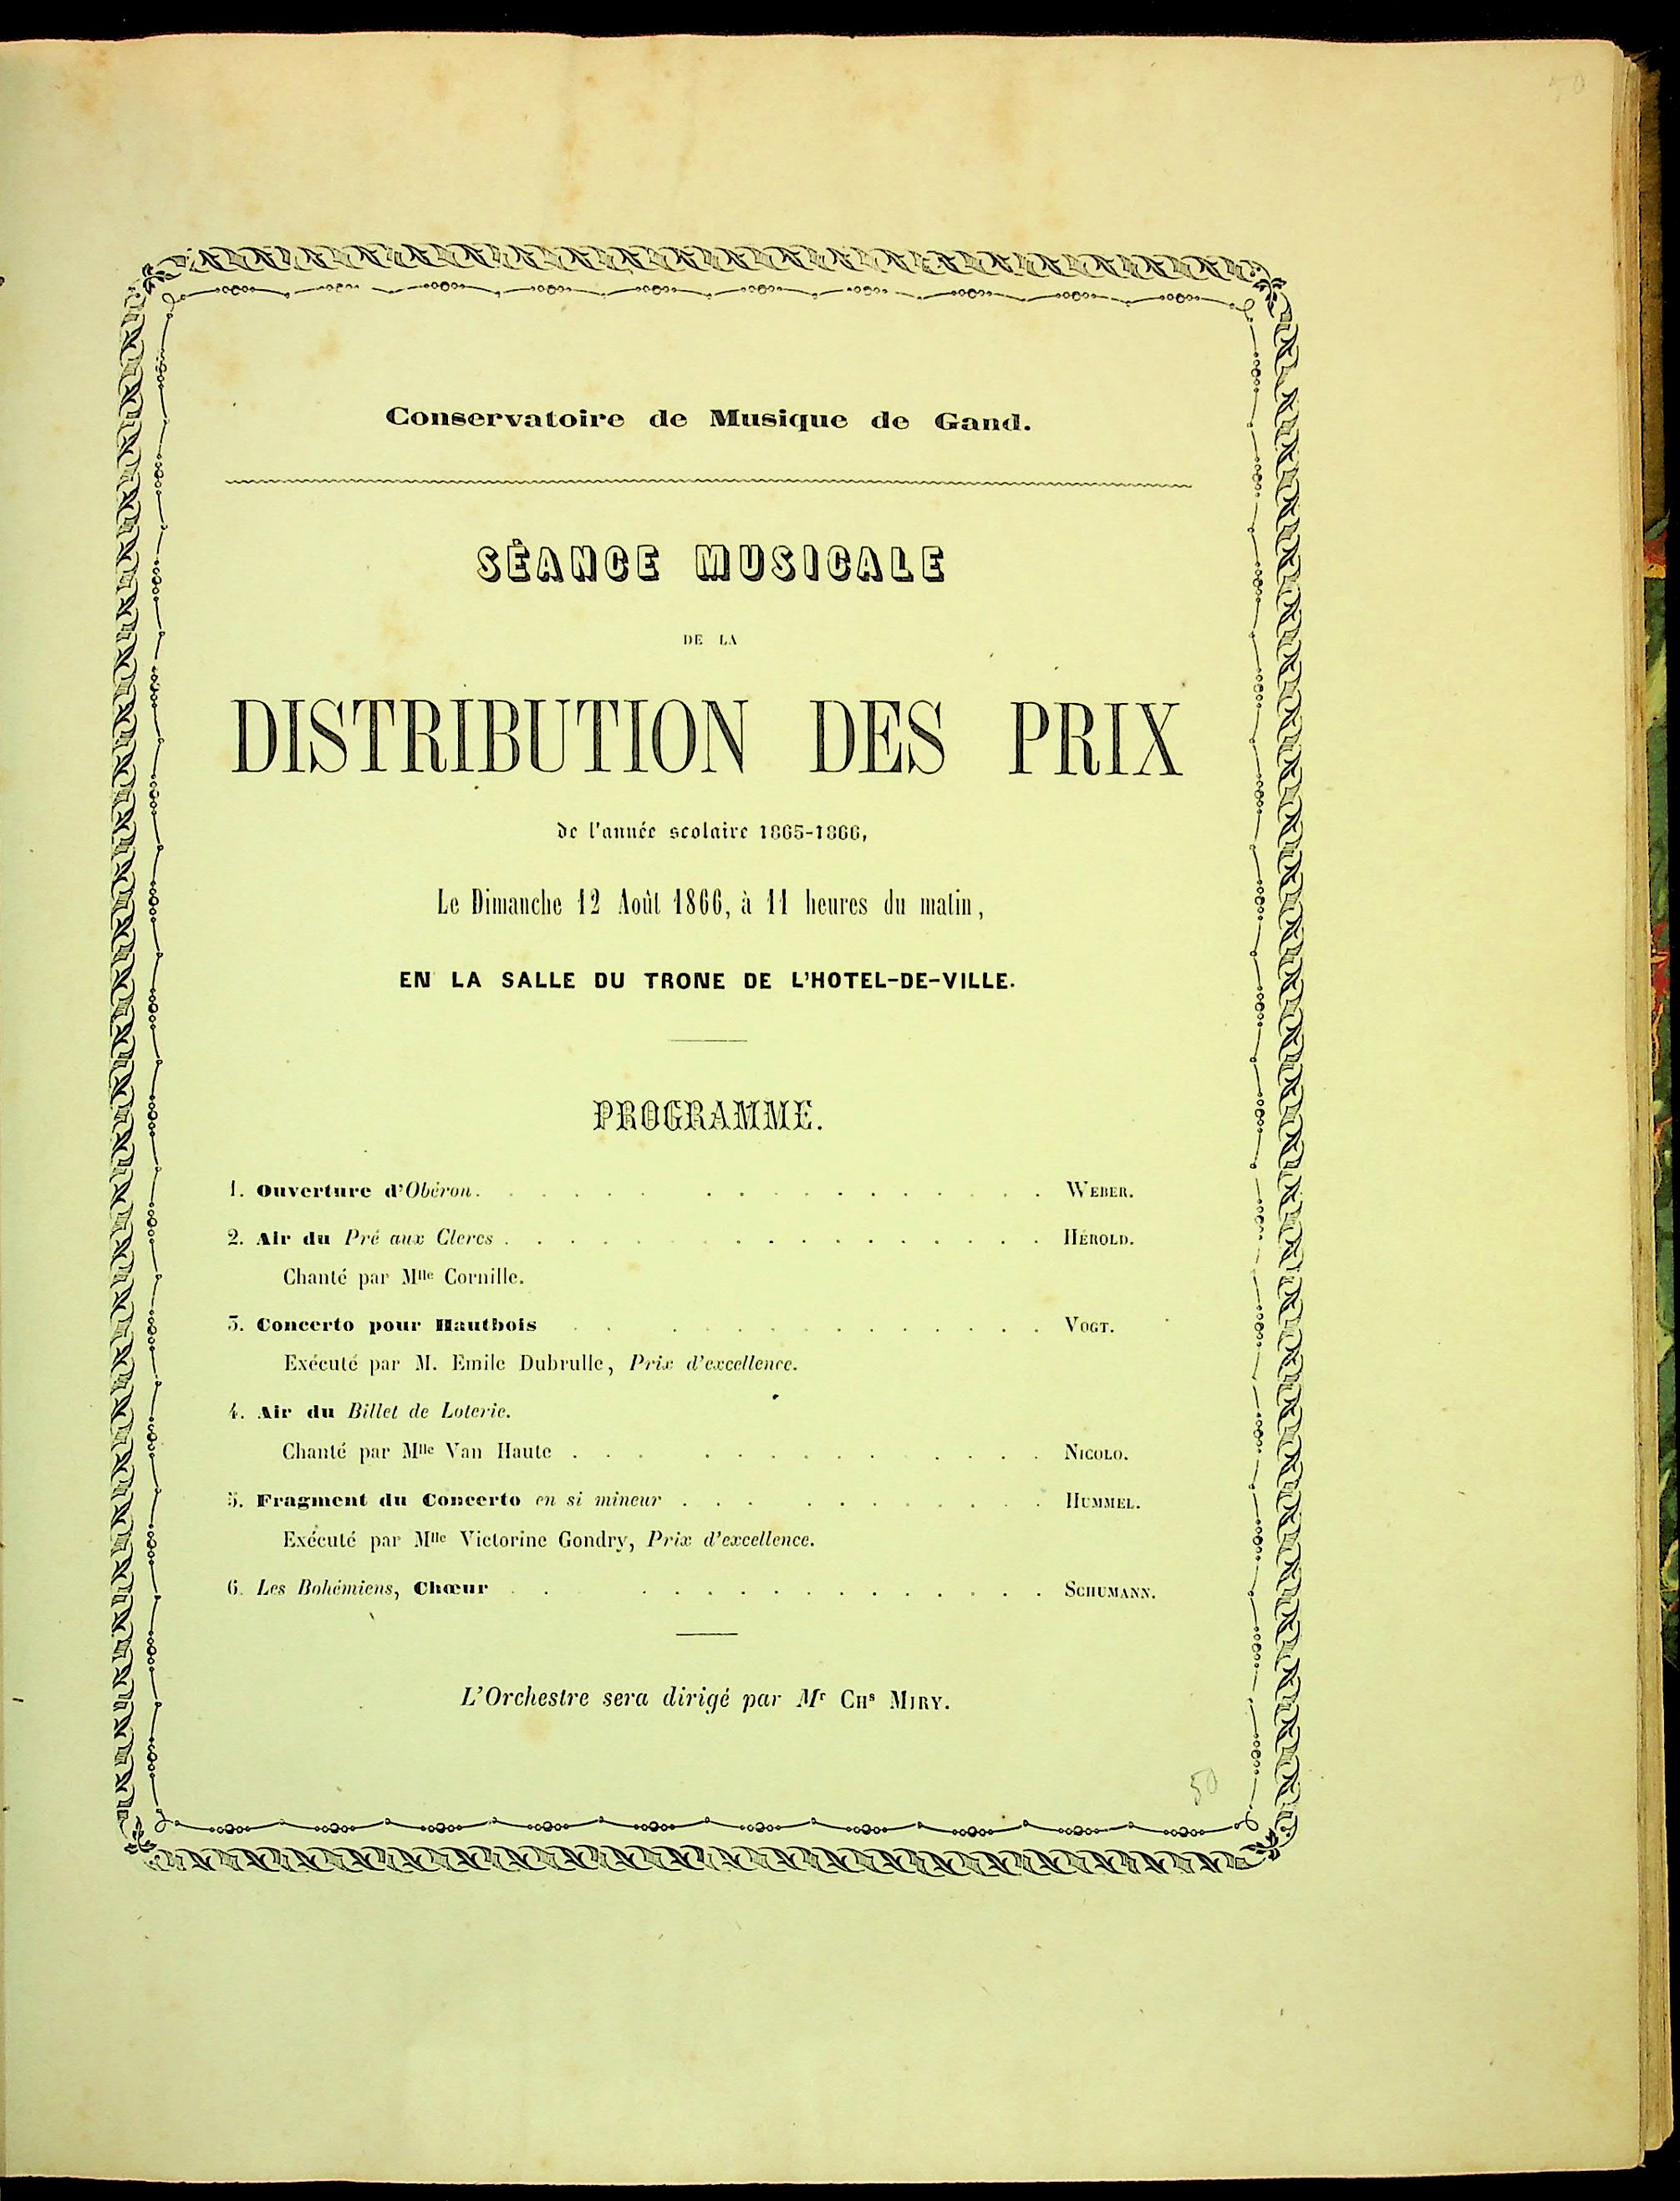 50
Conservatoire de Musique de Gand.
SÉANCE MUSICALE
DE LA
DISTRIBUTION DES PRIX
de l'année scolaire 1865-1866,
Le Dimanche 12 Août 1866, à 11 heures du matin,
EN LA SALLE DU TRONE DE L'HOTEL-DE-VILLE.
PROGRAMME.
1. Ouverture d'Obéron. . . . . . . . . . . . . . . . WEBER.
2. Air du Pré aux Clercs . . . . . . . . . . . . . . . HÉROLD.
Chanté par Mlle Cornille.
3. Concerto pour Hautbois . . . . . . . . . . . . . . VOGT.
Exécuté par M. Emile Dubrulle, Prix d'excellence.
4. Air du Billet de Loterie.
Chanté par Mlle Van Haute . . . . . . . . . . . . . NICOLO.
5. Fragment du Concerto en si mineur . . . . . . . . . . HUMMEL.
Exécuté par Mlle Victorine Gondry, Prix d'excellence.
6. Les Bohémiens, Chœur . . . . . . . . . . . . . . . SCHUMANN.
L'Orchestre sera dirigé par Mr CHs MIRY.
50